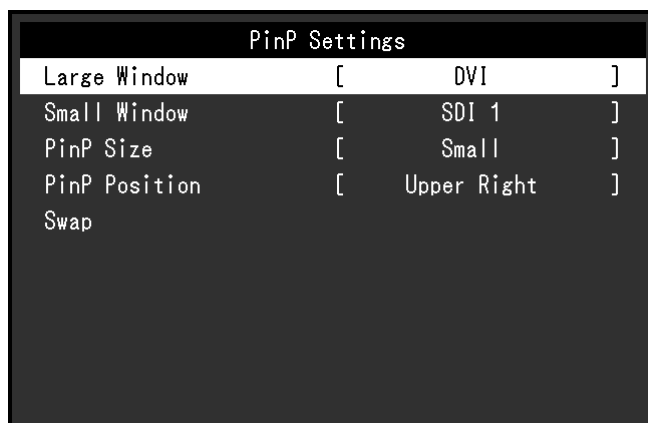 PinP Settings
Large Window [ DVI ]
Small Window [ SDI 1 ]
PinP Size [ Small ]
PinP Position [ Upper Right ]
Swap